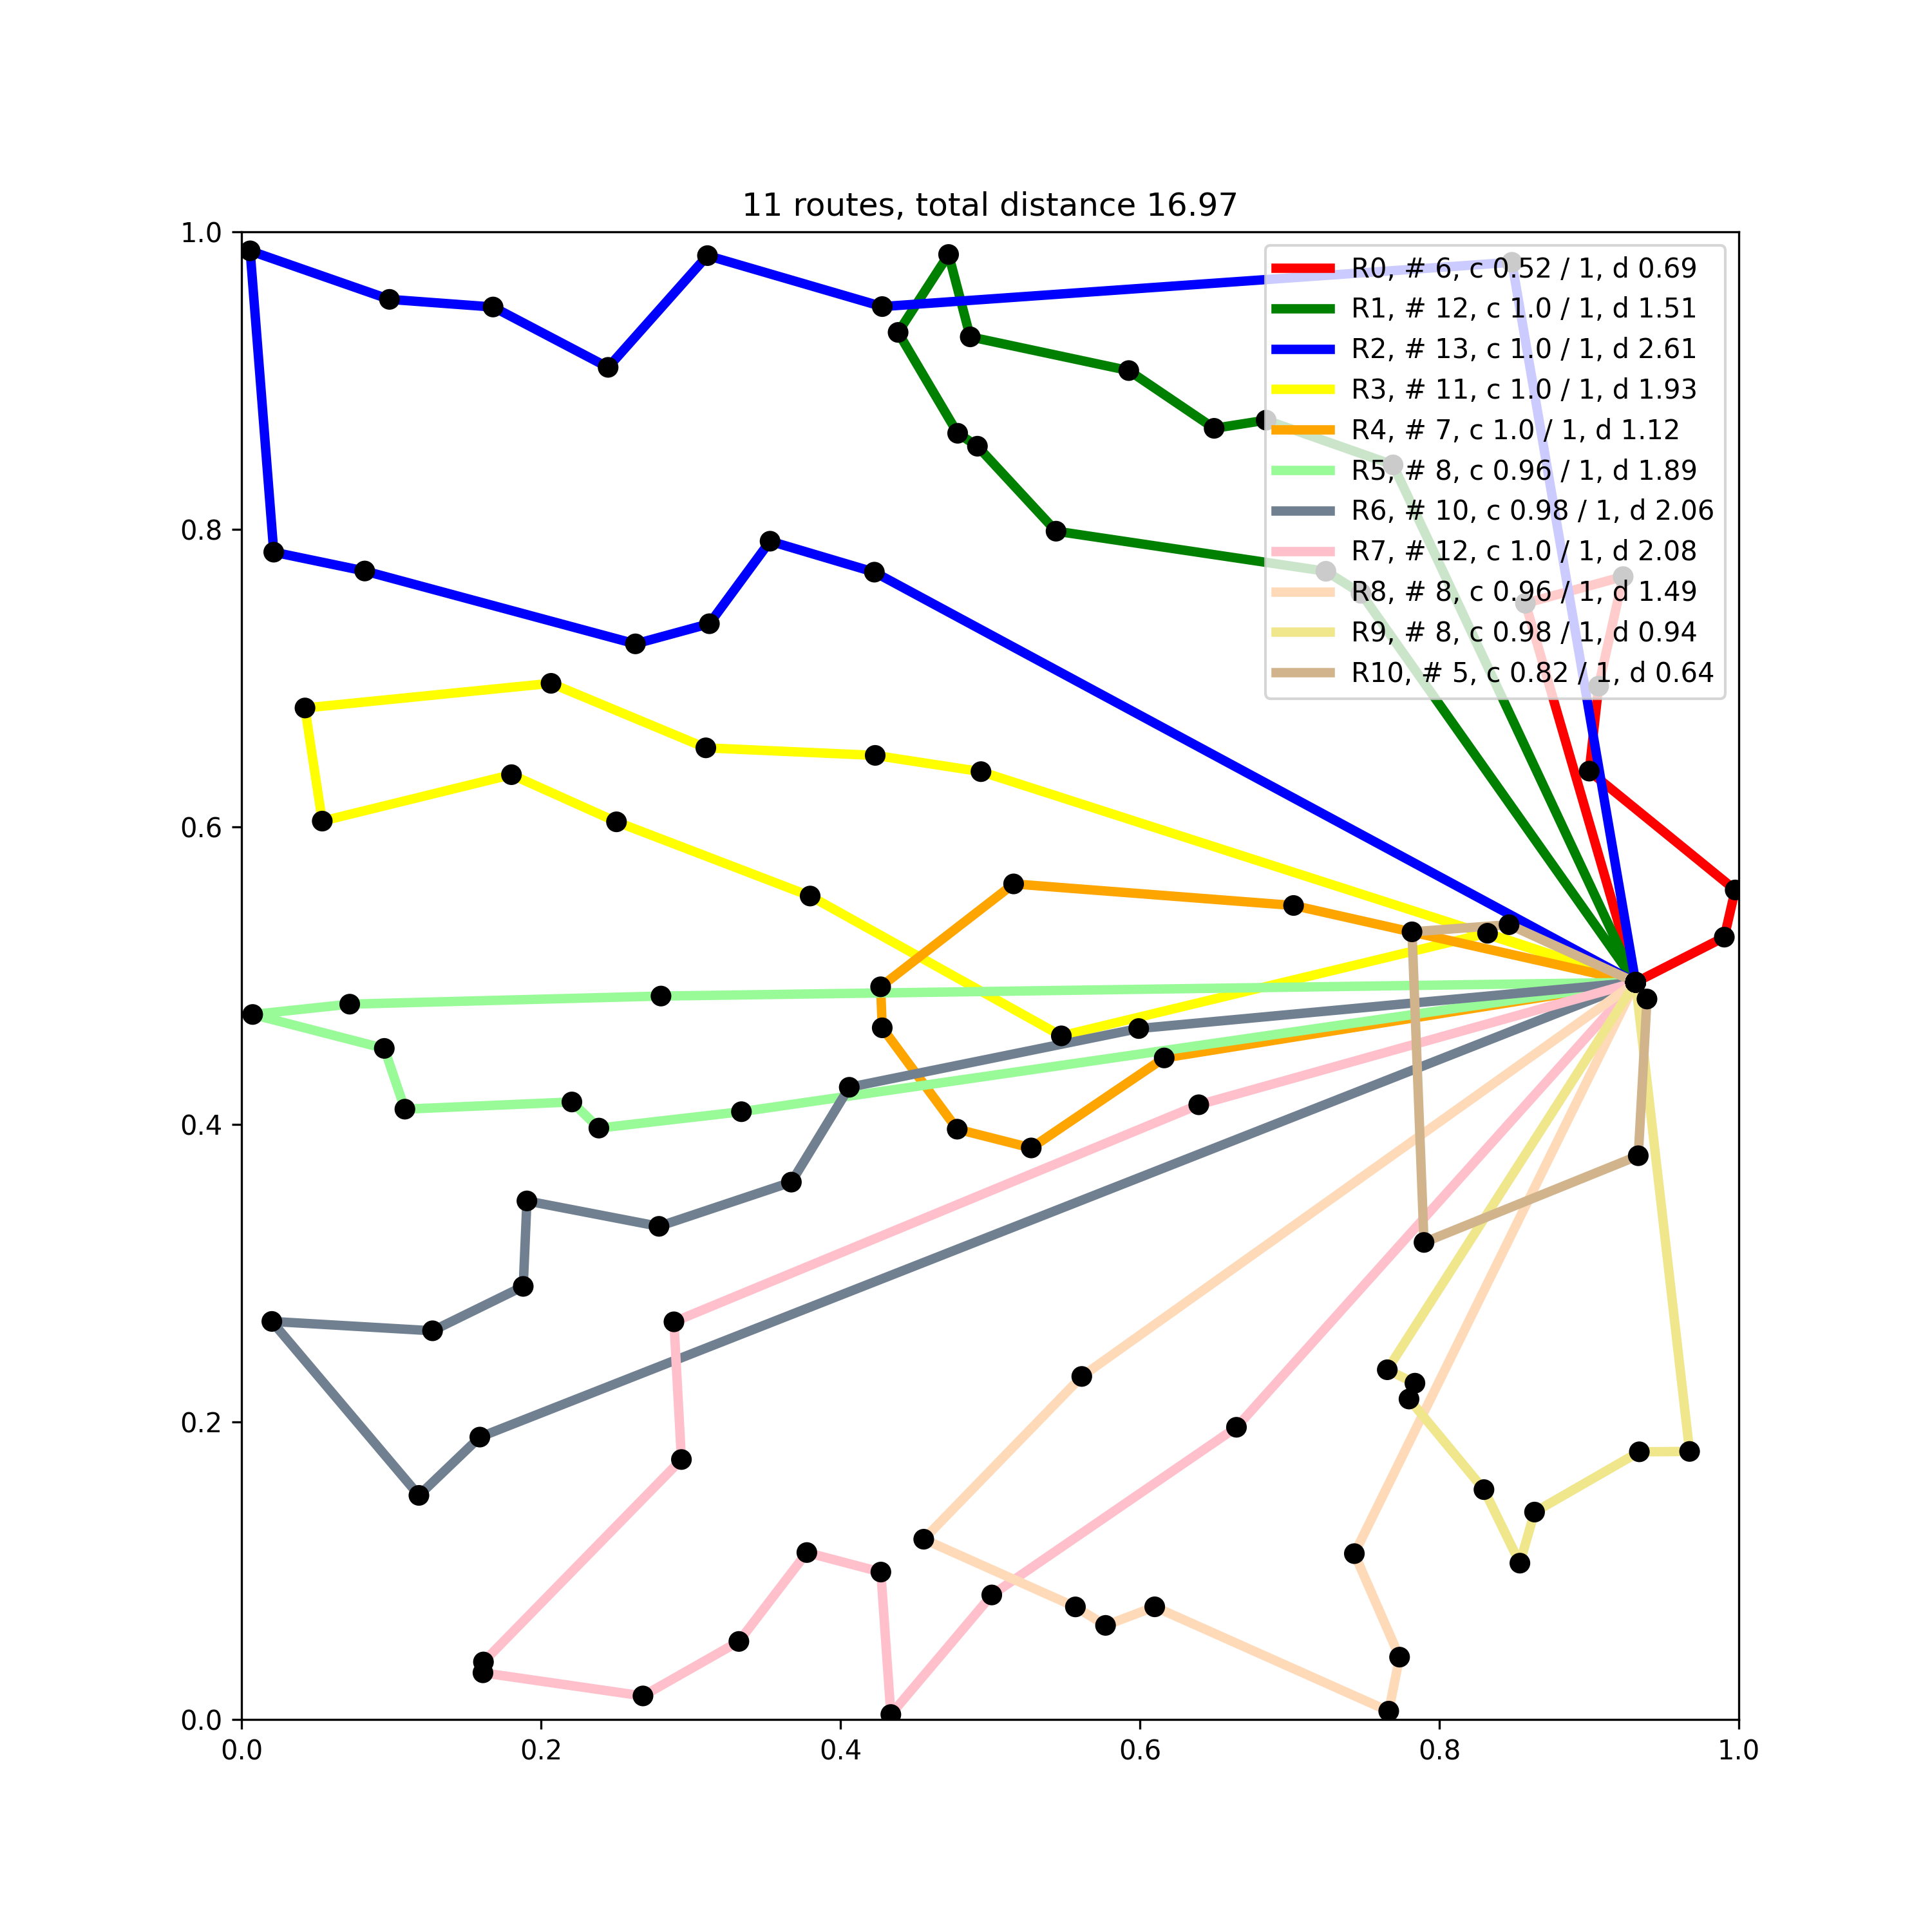 11 routes, total distance 16.97
1.0
0.8
0.6
0.4
0.2
0.0
0.0 0.2 0.4 0.6 0.8 1.0
R0, # 6, c 0.52 / 1, d 0.69
R1, # 12, c 1.0 / 1, d 1.51
R2, # 13, c 1.0 / 1, d 2.61
R3, # 11, c 1.0 / 1, d 1.93
R4, # 7, c 1.0 / 1, d 1.12
R5, # 8, c 0.96 / 1, d 1.89
R6, # 10, c 0.98 / 1, d 2.06
R7, # 12, c 1.0 / 1, d 2.08
R8, # 8, c 0.96 / 1, d 1.49
R9, # 8, c 0.98 / 1, d 0.94
R10, # 5, c 0.82 / 1, d 0.64